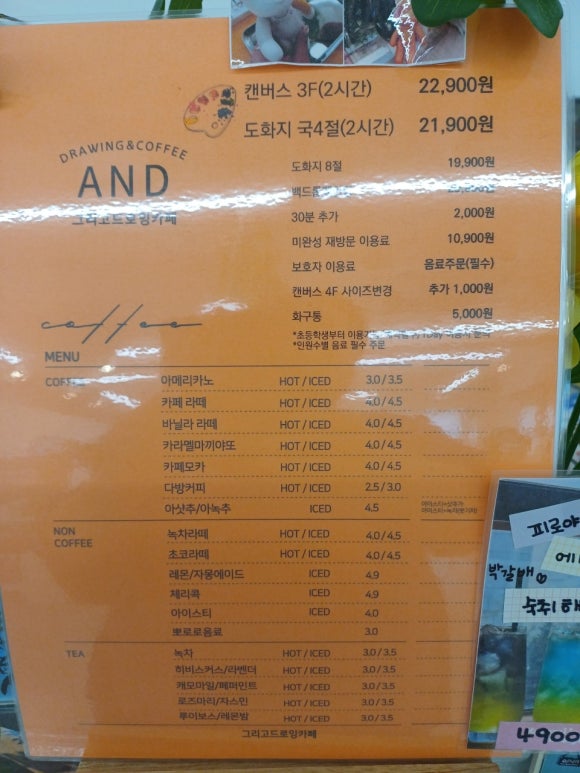 캔버스 3F(2시간) 22,900원
도화지 국4절(2시간) 21,900원
DRAWING&COFFEE
AND
그리고드로잉카페
도화지 8절 19,900원
30분 추가 2,000원
미완성 재방문 이용료 10,900원
보호자 이용료 음료주문(필수)
캔버스 4F 사이즈변경 추가 1,000원
화구통 5,000원
*초등학생부터
*인원수별 음료 필수 주문
coffee
MENU
COFFEE
아메리카노 HOT / ICED 3.0 / 3.5
카페 라떼 HOT / ICED 4.0 / 4.5
바닐라 라떼 HOT / ICED 4.0 / 4.5
카라멜마끼야또 HOT / ICED 4.0 / 4.5
카페모카 HOT / ICED 4.0 / 4.5
다방커피 HOT / ICED 2.5 / 3.0
아샷추/아녹추 ICED 4.5
NON COFFEE
녹차라떼 HOT / ICED 4.0 / 4.5
초코라떼 HOT / ICED 4.0 / 4.5
레몬/자몽에이드 ICED 4.9
체리콕 ICED 4.9
아이스티 ICED 4.0
뽀로로음료 3.0
TEA
녹차 HOT / ICED 3.0 / 3.5
히비스커스/라벤더 HOT / ICED 3.0 / 3.5
캐모마일/페퍼민트 HOT / ICED 3.0 / 3.5
로즈마리/자스민 HOT / ICED 3.0 / 3.5
루이보스/레몬밤 HOT / ICED 3.0 / 3.5
그리고드로잉카페
피로야
에
박갈배
숙취해
4900